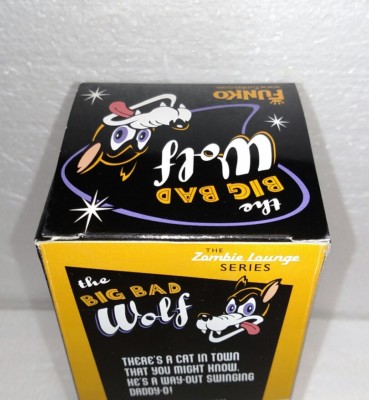 FUNKO
the
BIG BAD
Wolf
THE
Zombie Lounge
SERIES
the
BIG BAD
Wolf
THERE'S A CAT IN TOWN
THAT YOU MIGHT KNOW,
HE'S A WAY-OUT SWINGING
DADDY-O!